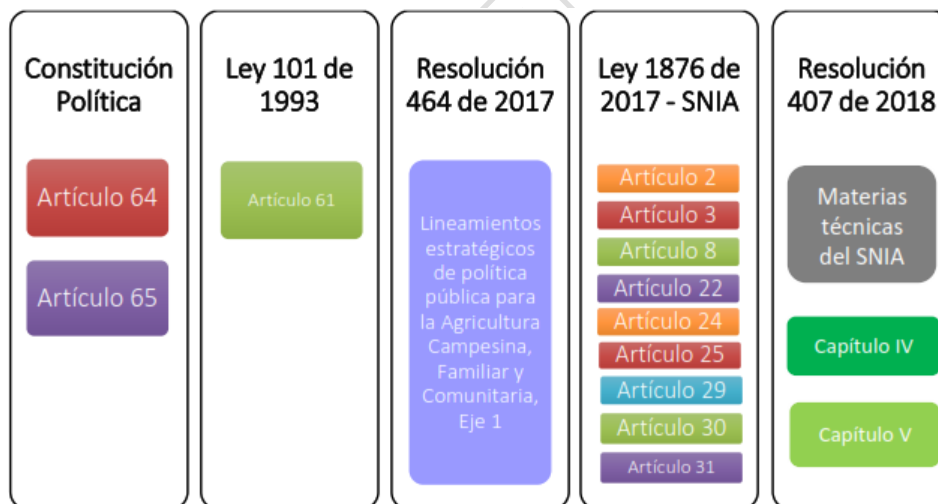 Constitución
Política
Artículo 64
Artículo 65
Ley 101 de
1993
Artículo 61
Resolución
464 de 2017
Lineamientos
estratégicos
de política
pública para
la Agricultura
Campesina,
Familiar y
Comunitaria,
Eje 1
Ley 1876 de
2017 - SNIA
Artículo 2
Artículo 3
Artículo 8
Artículo 22
Artículo 24
Artículo 25
Artículo 29
Artículo 30
Artículo 31
Resolución
407 de 2018
Materias
técnicas
del SNIA
Capítulo IV
Capítulo V